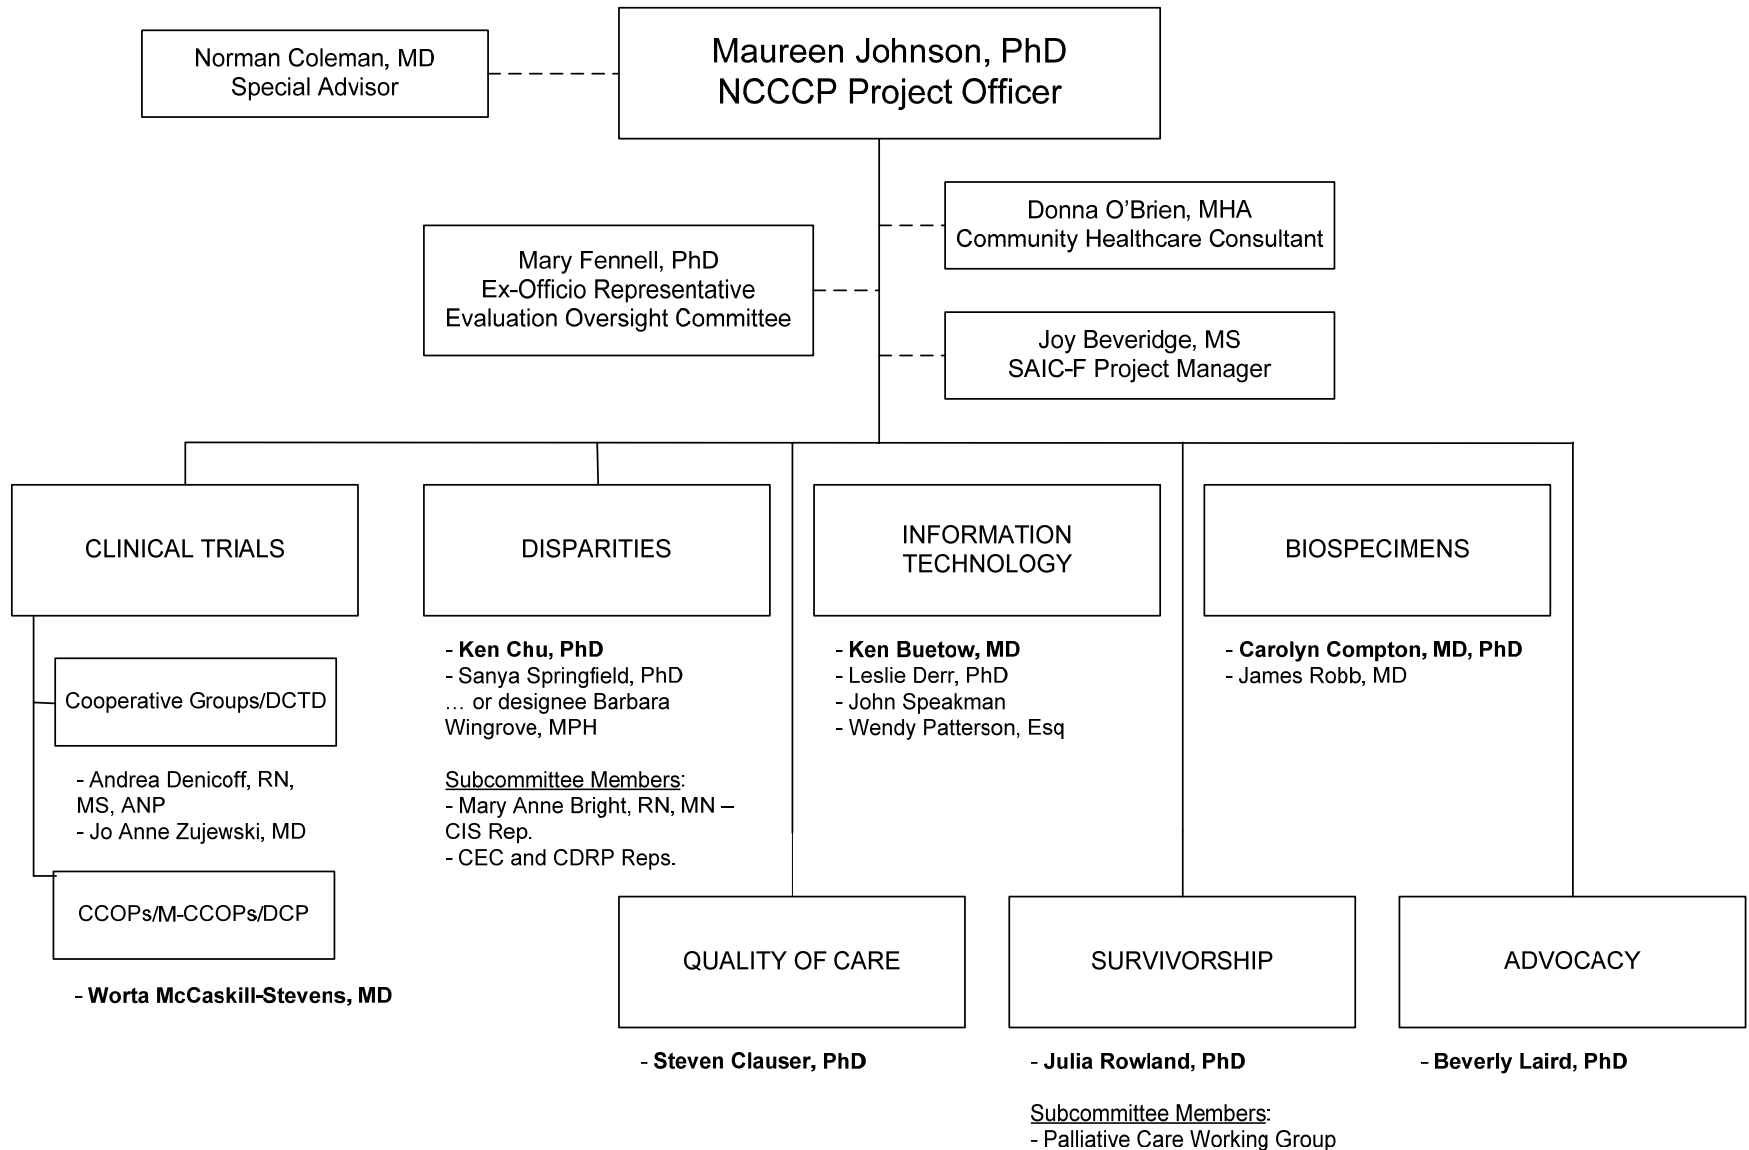 Norman Coleman, MD
Special Advisor
Maureen Johnson, PhD
NCCCP Project Officer
Donna O’Brien, MHA
Community Healthcare Consultant
Mary Fennell, PhD
Ex-Officio Representative
Evaluation Oversight Committee
Joy Beveridge, MS
SAIC-F Project Manager
CLINICAL TRIALS
Cooperative Groups/DCTD
- Andrea Denicoff, RN,
MS, ANP
- Jo Anne Zujewski, MD
CCOPs/M-CCOPs/DCP
- Worta McCaskill-Stevens, MD
DISPARITIES
- Ken Chu, PhD
- Sanya Springfield, PhD
… or designee Barbara
Wingrove, MPH
Subcommittee Members:
- Mary Anne Bright, RN, MN –
CIS Rep.
- CEC and CDRP Reps.
INFORMATION
TECHNOLOGY
- Ken Buetow, MD
- Leslie Derr, PhD
- John Speakman
- Wendy Patterson, Esq
BIOSPECIMENS
- Carolyn Compton, MD, PhD
- James Robb, MD
QUALITY OF CARE
- Steven Clauser, PhD
SURVIVORSHIP
- Julia Rowland, PhD
Subcommittee Members:
- Palliative Care Working Group
ADVOCACY
- Beverly Laird, PhD